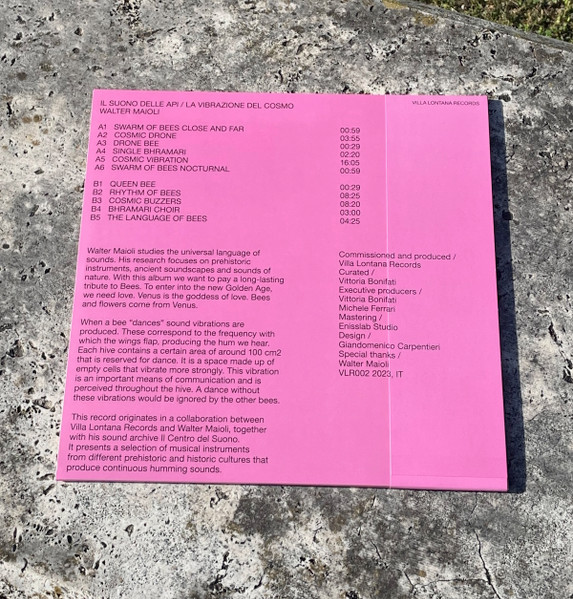 IL SUONO DELLE API / LA VIBRAZIONE DEL COSMO
WALTER MAIOLI
VILLA LONTANA RECORDS
A1 SWARM OF BEES CLOSE AND FAR 00:59
A2 COSMIC DRONE 03:55
A3 DRONE BEE 00:29
A4 SINGLE BHRAMARI 02:20
A5 COSMIC VIBRATION 16:05
A6 SWARM OF BEES NOCTURNAL 00:59
B1 QUEEN BEE 00:29
B2 RHYTHM OF BEES 08:25
B3 COSMIC BUZZERS 08:20
B4 BHRAMARI CHOIR 03:00
B5 THE LANGUAGE OF BEES 04:25
Walter Maioli studies the universal language of
sounds. His research focuses on prehistoric
instruments, ancient soundscapes and sounds of
nature. With this album we want to pay a long-lasting
tribute to Bees. To enter into the new Golden Age,
we need love. Venus is the goddess of love. Bees
and flowers come from Venus.
When a bee "dances" sound vibrations are
produced. These correspond to the frequency with
which the wings flap, producing the hum we hear.
Each hive contains a certain area of around 100 cm2
that is reserved for dance. It is a space made up of
empty cells that vibrate more strongly. This vibration
is an important means of communication and is
perceived throughout the hive. A dance without
these vibrations would be ignored by the other bees.
This record originates in a collaboration between
Villa Lontana Records and Walter Maioli, together
with his sound archive Il Centro del Suono.
It presents a selection of musical instruments
from different prehistoric and historic cultures that
produce continuous humming sounds.
Commissioned and produced /
Villa Lontana Records
Curated /
Vittoria Bonifati
Executive producers /
Vittoria Bonifati
Michele Ferrari
Mastering /
Enisslab Studio
Design /
Giandomenico Carpentieri
Special thanks /
Walter Maioli
VLR002 2023, IT